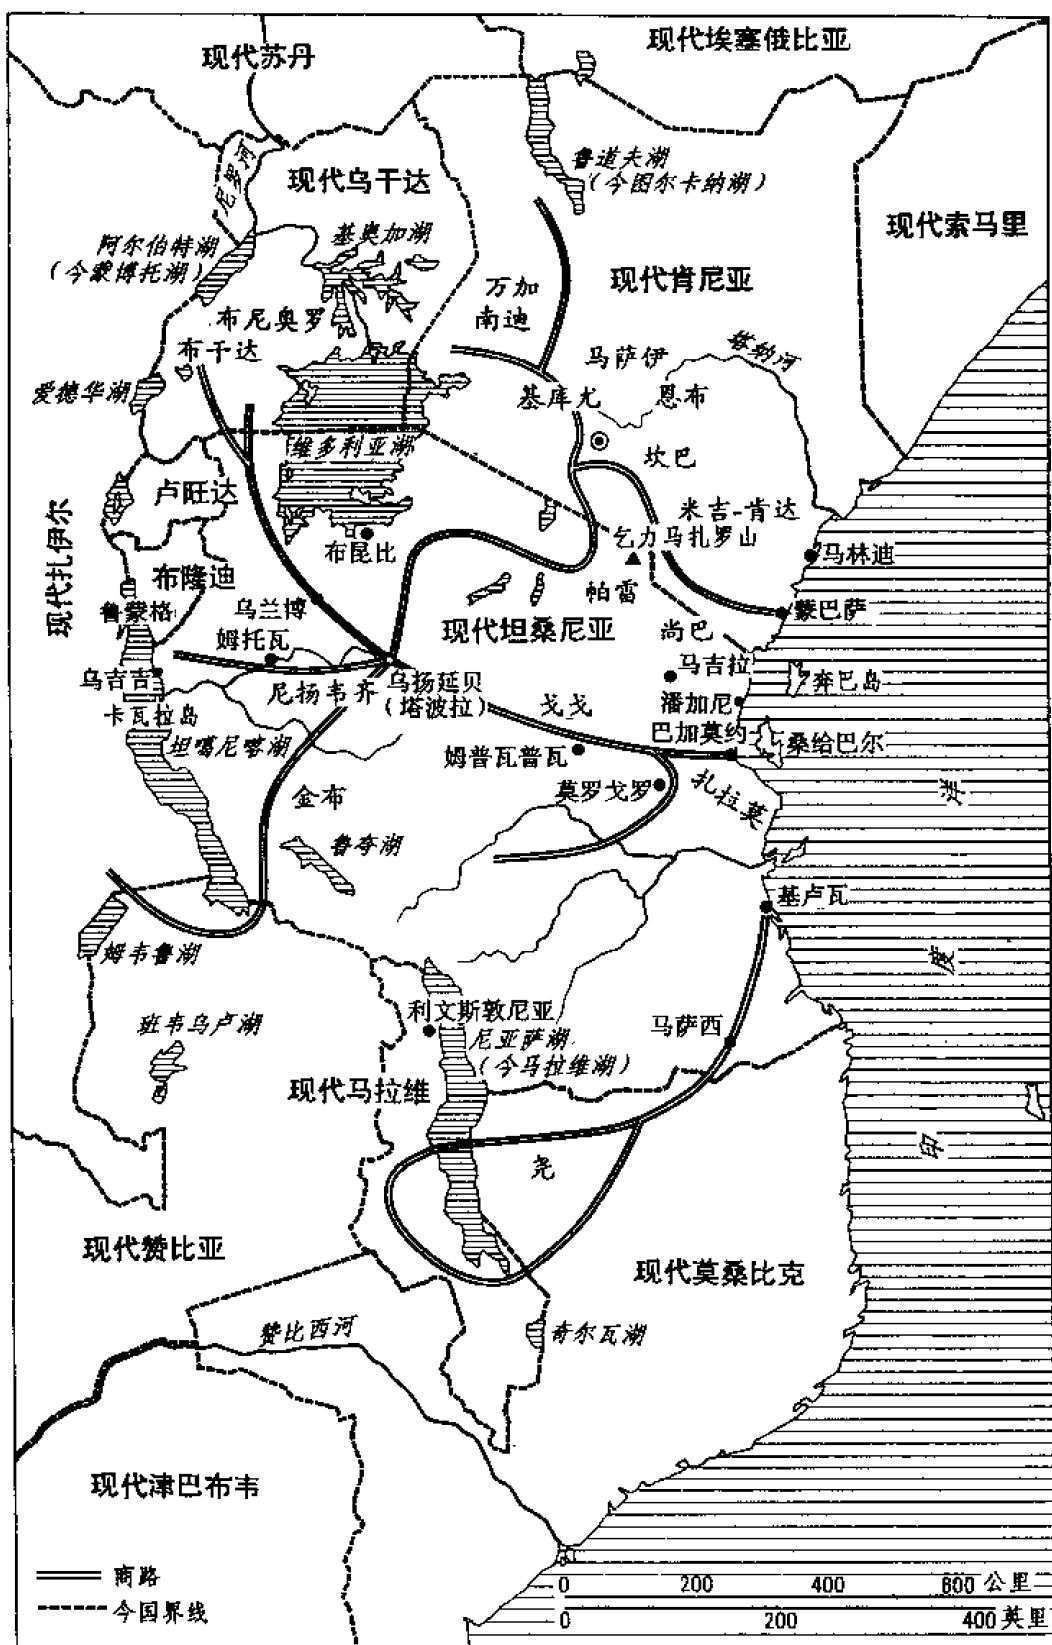 现代苏丹
现代埃塞俄比亚
尼罗河
现代乌干达
鲁道夫湖
(今图尔卡纳湖)
现代索马里
阿尔伯特湖
(今蒙博托湖)
基奥加湖
万加
南迪
现代肯尼亚
布尼奥罗
布干达
马萨伊
塔纳河
爱德华湖
基库尤
恩布
维多利亚湖
坎巴
卢旺达
现代扎伊尔
米吉-肯达
布昆比
乞力马扎罗山
马林迪
布隆迪
帕雷
鲁蒙格
乌兰博
现代坦桑尼亚
蒙巴萨
尚巴
姆托瓦
马吉拉
乌吉吉
尼扬韦齐
乌扬延贝
(塔波拉)
奔巴岛
卡瓦拉岛
戈戈
潘加尼
巴加莫约
坦噶尼喀湖
姆普瓦普瓦
桑给巴尔
金布
莫罗戈罗
扎拉莫
洋
鲁夸湖
基卢瓦
姆韦鲁湖
度
利文斯敦尼亚
班韦乌卢湖
尼亚萨湖
(今马拉维湖)
马萨西
现代马拉维
印
尧
现代赞比亚
现代莫桑比克
赞比西河
奇尔瓦湖
现代津巴布韦
商路
今国界线
0 200 400 800 公里
0 200 400 英里